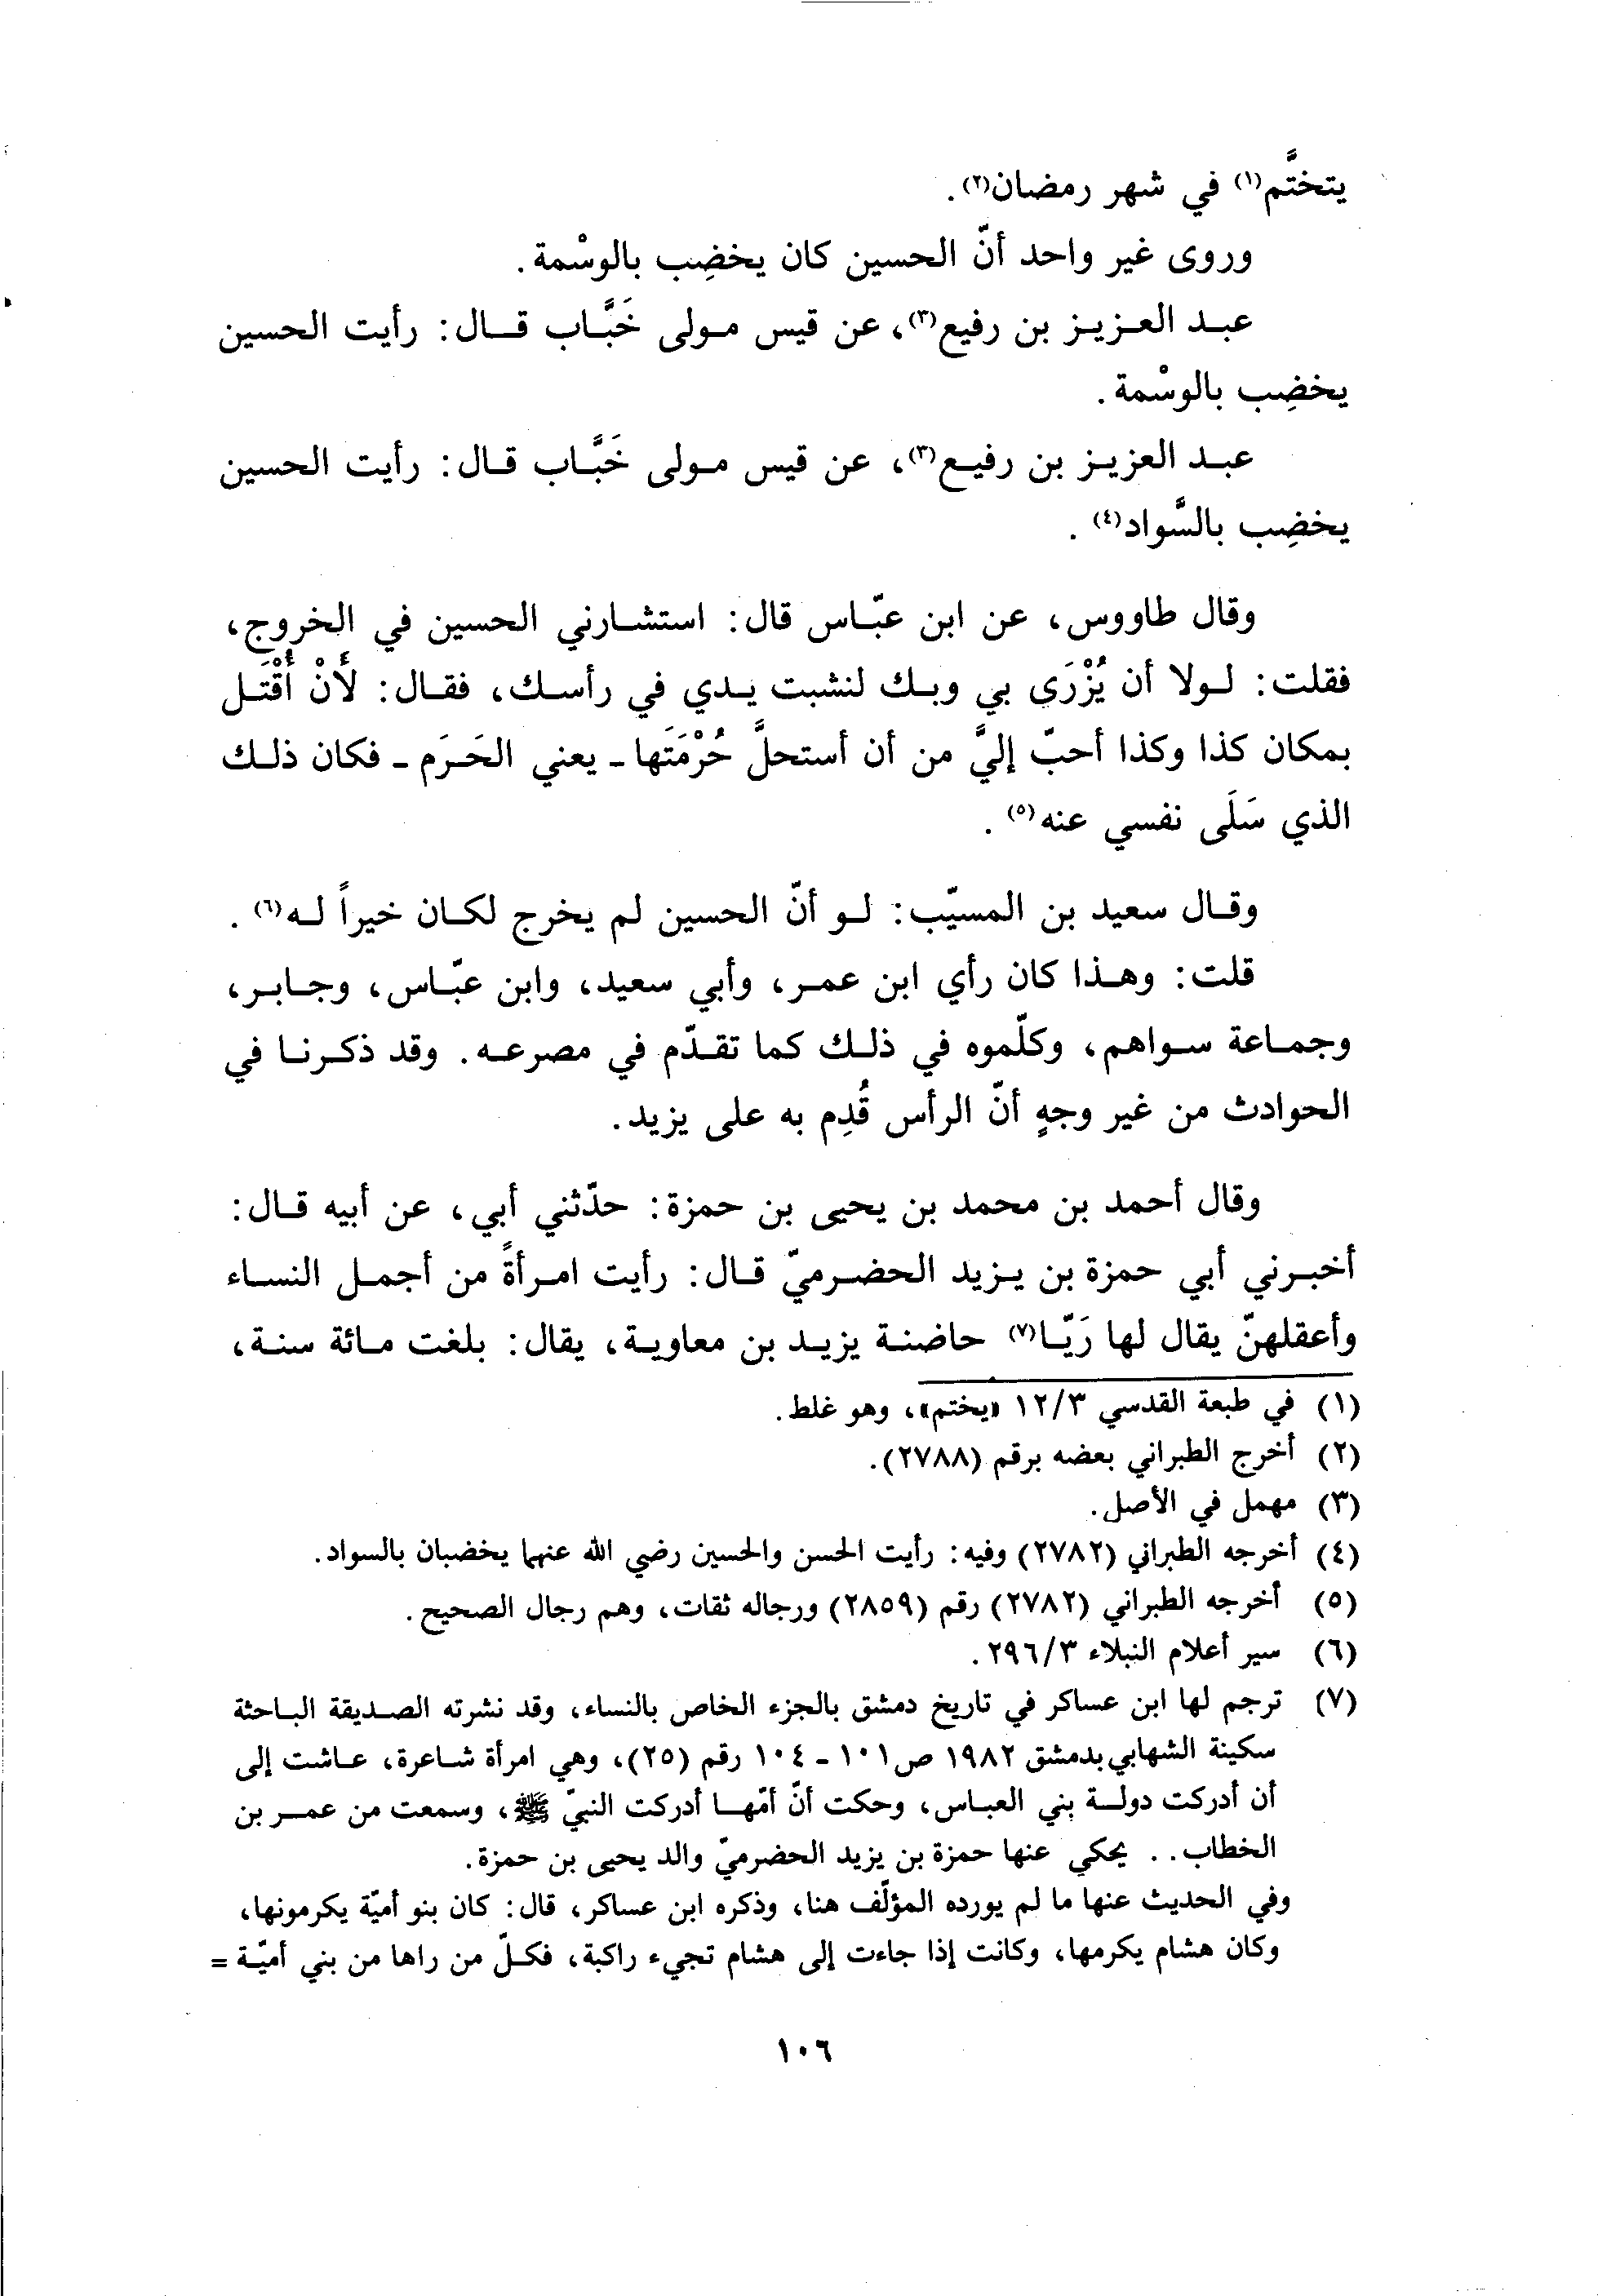 يتختَّم(١) في شهر رمضان(٢).
وروى غير واحد أنّ الحسين كان يخضِب بالوسْمة.
عبد العزيز بن رفيع(٣)، عن قيس مولى خَبَّاب قال: رأيت الحسين
يخضِب بالوسْمة.
عبد العزيز بن رفيع(٣)، عن قيس مولى خَبَّاب قال: رأيت الحسين
يخضِب بالسَّواد(٤).
وقال طاووس، عن ابن عبّاس قال: استشارني الحسين في الخروج،
فقلت: لولا أن يُزْرَى بي وبك لنشبت يدي في رأسك، فقال: لَأَنْ أُقْتَل
بمكان كذا وكذا أحبّ إليَّ من أن أستحلَّ حُرْمَتَها - يعني الحَرَم - فكان ذلك
الذي سَلَى نفسي عنه(٥).
وقال سعيد بن المسيّب: لو أنّ الحسين لم يخرج لكان خيراً له(٦).
قلت: وهذا كان رأي ابن عمر، وأبي سعيد، وابن عبّاس، وجابر،
وجماعة سواهم، وكلّموه في ذلك كما تقدّم في مصرعه. وقد ذكرنا في
الحوادث من غير وجهٍ أنّ الرأس قُدِم به على يزيد.
وقال أحمد بن محمد بن يحيى بن حمزة: حدّثني أبي، عن أبيه قال:
أخبرني أبي حمزة بن يزيد الحضرميّ قال: رأيت امرأةً من أجمل النساء
وأعقلهنّ يقال لها رَيّا(٧) حاضنة يزيد بن معاوية، يقال: بلغت مائة سنة،
(١) في طبعة القدسي ١٢/٣ «يختم»، وهو غلط.
(٢) أخرج الطبراني بعضه برقم (٢٧٨٨).
(٣) مهمل في الأصل.
(٤) أخرجه الطبراني (٢٧٨٢) وفيه: رأيت الحسن والحسين رضي الله عنهما يخضبان بالسواد.
(٥) أخرجه الطبراني (٢٧٨٢) رقم (٢٨٥٩) ورجاله ثقات، وهم رجال الصحيح.
(٦) سير أعلام النبلاء ٢٩٦/٣.
(٧) ترجم لها ابن عساكر في تاريخ دمشق بالجزء الخاص بالنساء، وقد نشرته الصديقة الباحثة
سكينة الشهابي بدمشق ١٩٨٢ ص١٠١ - ١٠٤ رقم (٢٥)، وهي امرأة شاعرة، عاشت إلى
أن أدركت دولة بني العباس، وحكت أنّ أمّها أدركت النبيّ ﷺ، وسمعت من عمر بن
الخطاب.. يحكي عنها حمزة بن يزيد الحضرميّ والد يحيى بن حمزة.
وفي الحديث عنها ما لم يورده المؤلّف هنا، وذكره ابن عساكر، قال: كان بنو أميّة يكرمونها،
وكان هشام يكرمها، وكانت إذا جاءت إلى هشام تجيء راكبة، فكلّ من راها من بني أميّة =
١٠٦